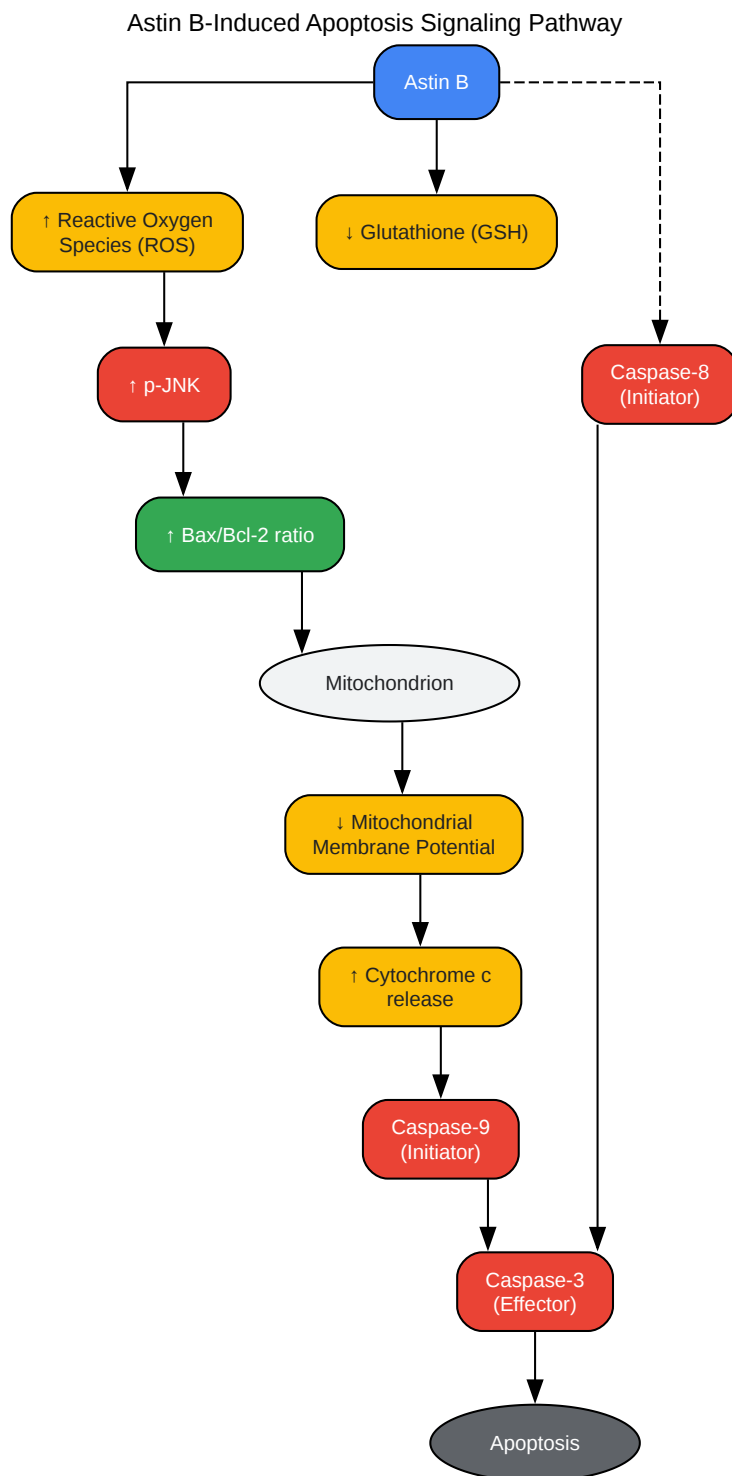 Astin B-Induced Apoptosis Signaling Pathway
Astin B
↑ Reactive Oxygen
Species (ROS)
↓ Glutathione (GSH)
↑ p-JNK
Caspase-8
(Initiator)
↑ Bax/Bcl-2 ratio
Mitochondrion
↓ Mitochondrial
Membrane Potential
↑ Cytochrome c
release
Caspase-9
(Initiator)
Caspase-3
(Effector)
Apoptosis